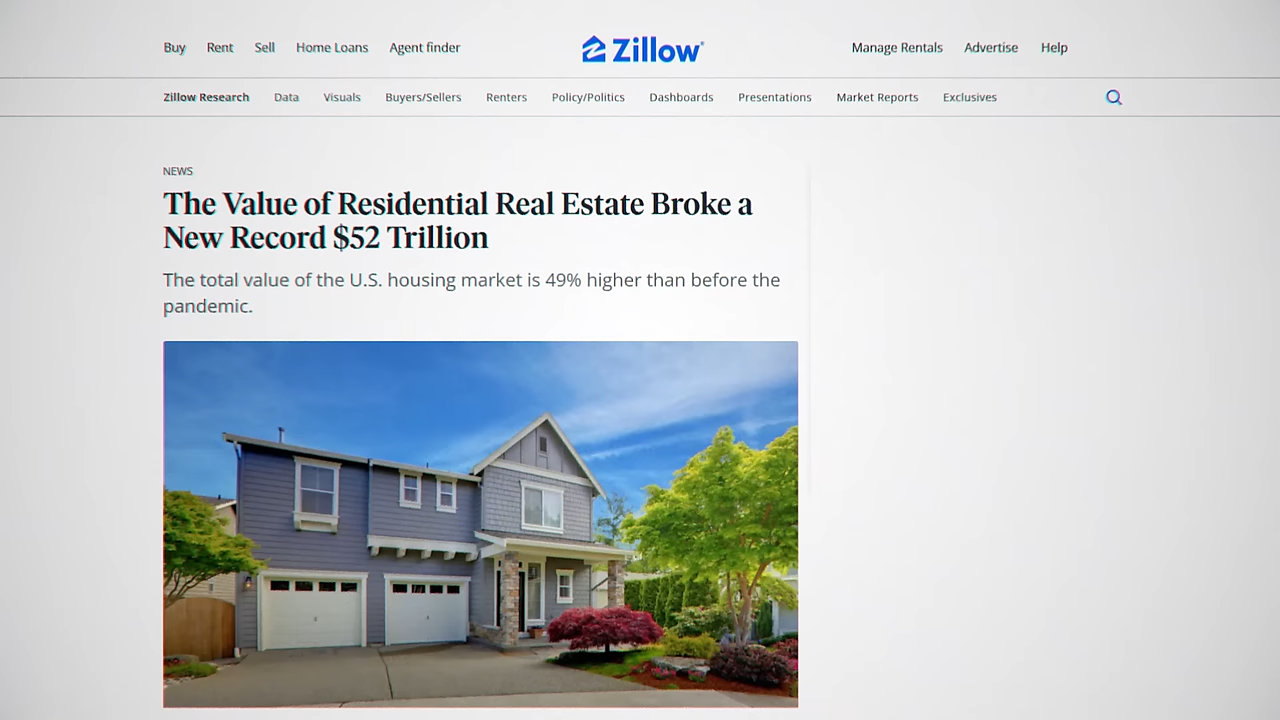 Buy Rent Sell Home Loans Agent finder Zillow® Manage Rentals Advertise Help
Zillow Research Data Visuals Buyers/Sellers Renters Policy/Politics Dashboards Presentations Market Reports Exclusives
NEWS
The Value of Residential Real Estate Broke a
New Record $52 Trillion
The total value of the U.S. housing market is 49% higher than before the
pandemic.